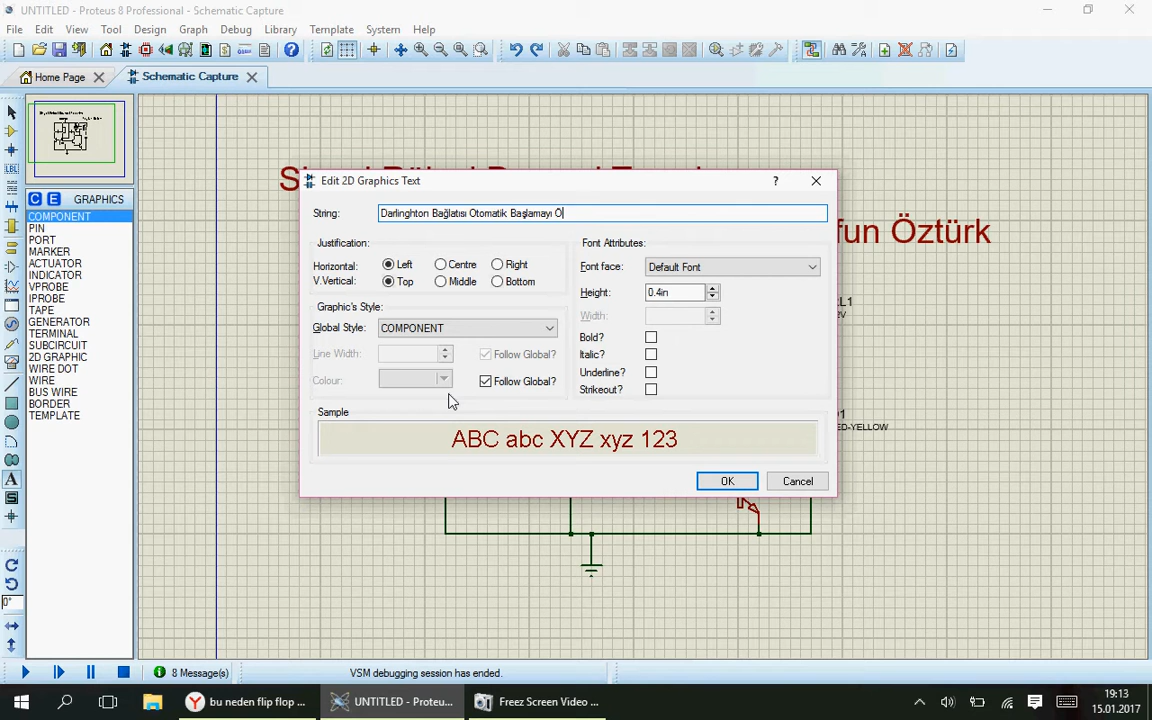 UNTITLED - Proteus 8 Professional - Schematic Capture
File Edit View Tool Design Graph Debug Library Template System Help
Home Page
Schematic Capture
LBL
C E GRAPHICS
COMPONENT
PIN
PORT
MARKER
ACTUATOR
INDICATOR
VPROBE
IPROBE
TAPE
GENERATOR
TERMINAL
SUBCIRCUIT
2D GRAPHIC
WIRE DOT
WIRE
BUS WIRE
BORDER
TEMPLATE
A
S
0°
fun Öztürk
ED-YELLOW
Edit 2D Graphics Text
?
String:
Darlinghton Bağlatısı Otomatik Başlamayı Ö
Justification:
Horizontal: Left Centre Right
V.Vertical: Top Middle Bottom
Graphic's Style:
Global Style: COMPONENT
Line Width: Follow Global?
Colour: Follow Global?
Font Attributes:
Font face: Default Font
Height: 0.4in
Width:
Bold?
Italic?
Underline?
Strikeout?
Sample
ABC abc XYZ xyz 123
OK Cancel
8 Message(s)
VSM debugging session has ended.
bu neden flip flop ...
UNTITLED - Proteu...
Freez Screen Video ...
19:13
15.01.2017